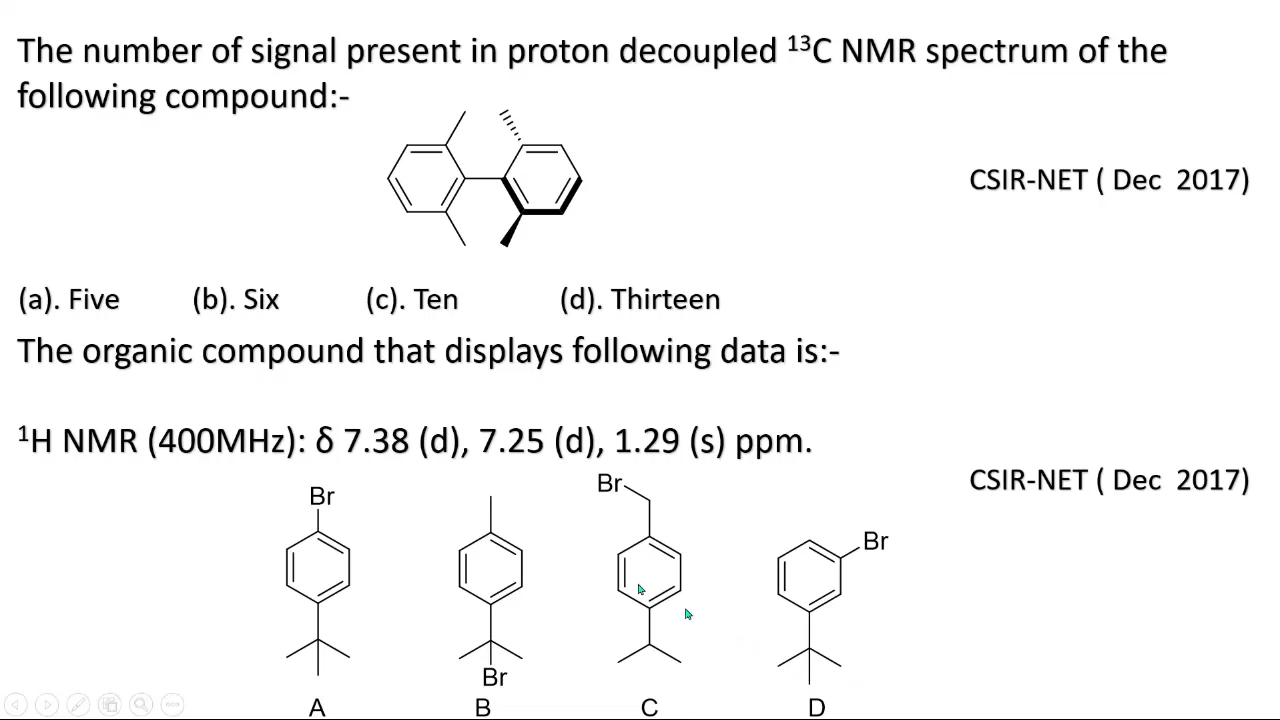 The number of signal present in proton decoupled ¹³C NMR spectrum of the
following compound:-
CSIR-NET ( Dec 2017)
(a). Five (b). Six (c). Ten (d). Thirteen
The organic compound that displays following data is:-
¹H NMR (400MHz): δ 7.38 (d), 7.25 (d), 1.29 (s) ppm.
CSIR-NET ( Dec 2017)
Br
Br
Br
Br
A B C D